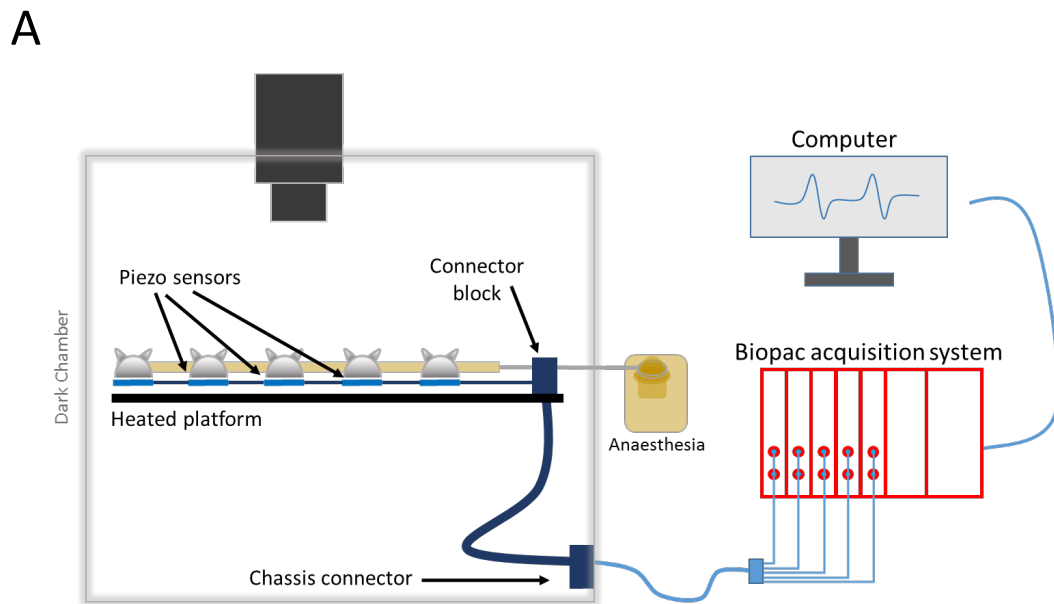 A
Computer
Connector
block
Piezo sensors
Dark Chamber
Biopac acquisition system
Heated platform
Anaesthesia
Chassis connector